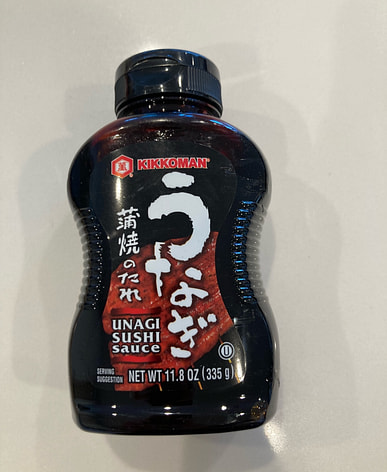 萬
KIKKOMAN®
うなぎ
蒲焼のたれ
UNAGI
SUSHI
sauce
U
SERVING
SUGGESTION
NET WT 11.8 OZ (335 g)